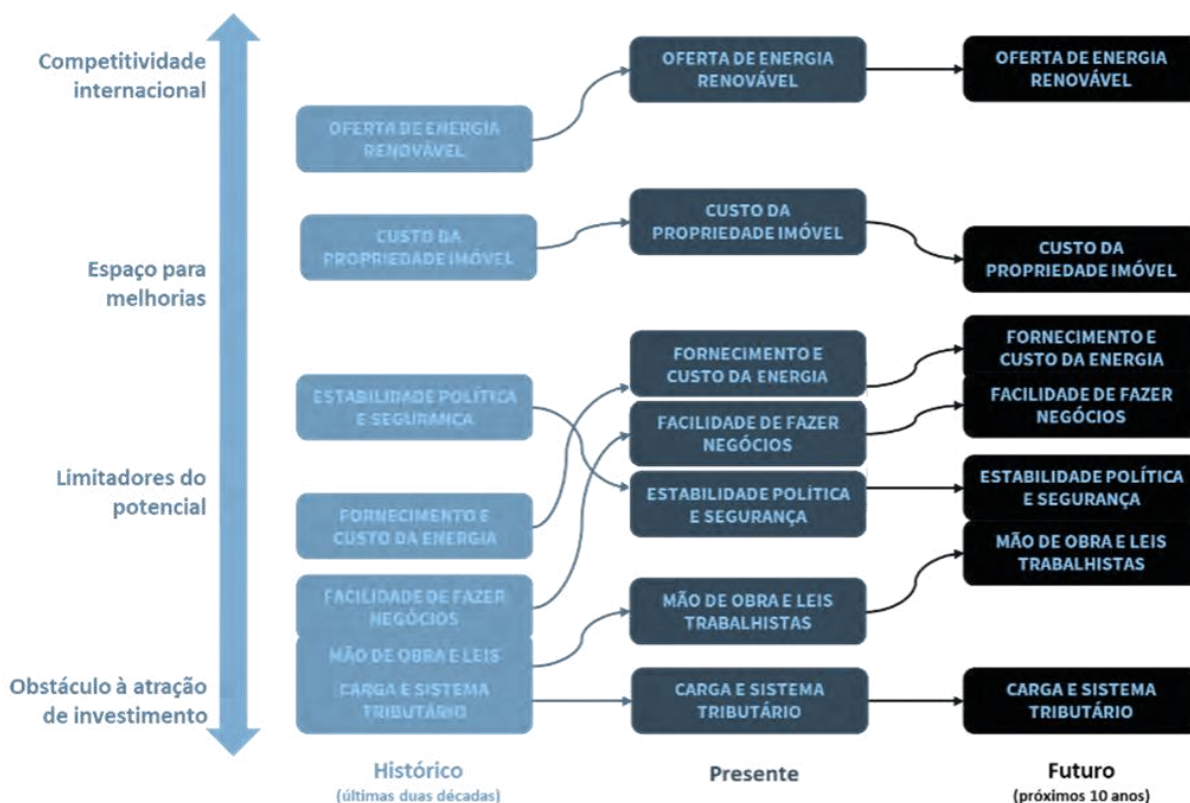 Competitividade
internacional
Espaço para
melhorias
Limitadores do
potencial
Obstáculo à atração
de investimento
OFERTA DE ENERGIA
RENOVÁVEL
CUSTO DA
PROPRIEDADE IMÓVEL
ESTABILIDADE POLÍTICA
E SEGURANÇA
FORNECIMENTO E
CUSTO DA ENERGIA
FACILIDADE DE FAZER
NEGÓCIOS
MÃO DE OBRA E LEIS
CARGA E SISTEMA
TRIBUTÁRIO
Histórico
(últimas duas décadas)
OFERTA DE ENERGIA
RENOVÁVEL
CUSTO DA
PROPRIEDADE IMÓVEL
FORNECIMENTO E
CUSTO DA ENERGIA
FACILIDADE DE FAZER
NEGÓCIOS
ESTABILIDADE POLÍTICA
E SEGURANÇA
MÃO DE OBRA E LEIS
TRABALHISTAS
CARGA E SISTEMA
TRIBUTÁRIO
Presente
OFERTA DE ENERGIA
RENOVÁVEL
CUSTO DA
PROPRIEDADE IMÓVEL
FORNECIMENTO E
CUSTO DA ENERGIA
FACILIDADE DE FAZER
NEGÓCIOS
ESTABILIDADE POLÍTICA
E SEGURANÇA
MÃO DE OBRA E LEIS
TRABALHISTAS
CARGA E SISTEMA
TRIBUTÁRIO
Futuro
(próximos 10 anos)